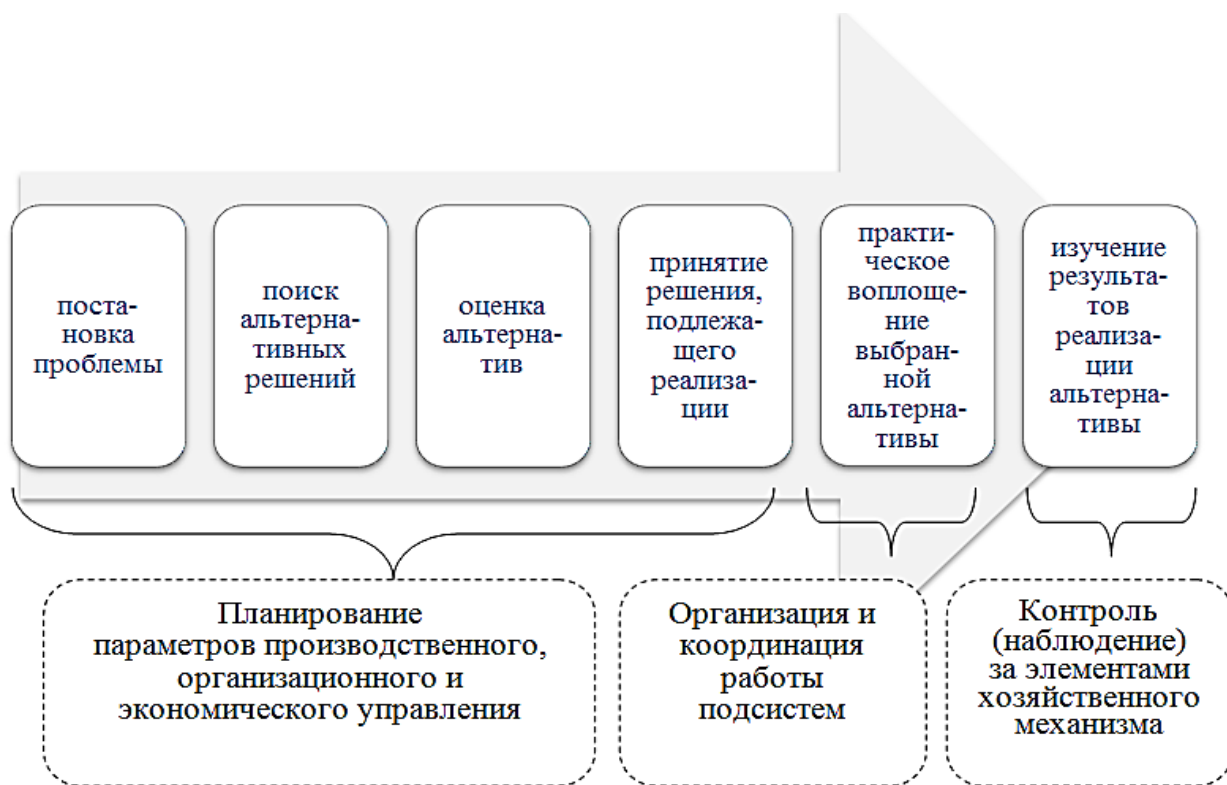 поста-
новка
проблемы
поиск
альтерна-
тивных
решений
оценка
альтерна-
тив
принятие
решения,
подлежа-
щего
реализа-
ции
практи-
ческое
воплоще-
ние
выбран-
ной
альтерна-
тивы
изучение
результа-
тов
реализа-
ции
альтерна-
тивы
Планирование
параметров производственного,
организационного и
экономического управления
Организация и
координация
работы
подсистем
Контроль
(наблюдение)
за элементами
хозяйственного
механизма